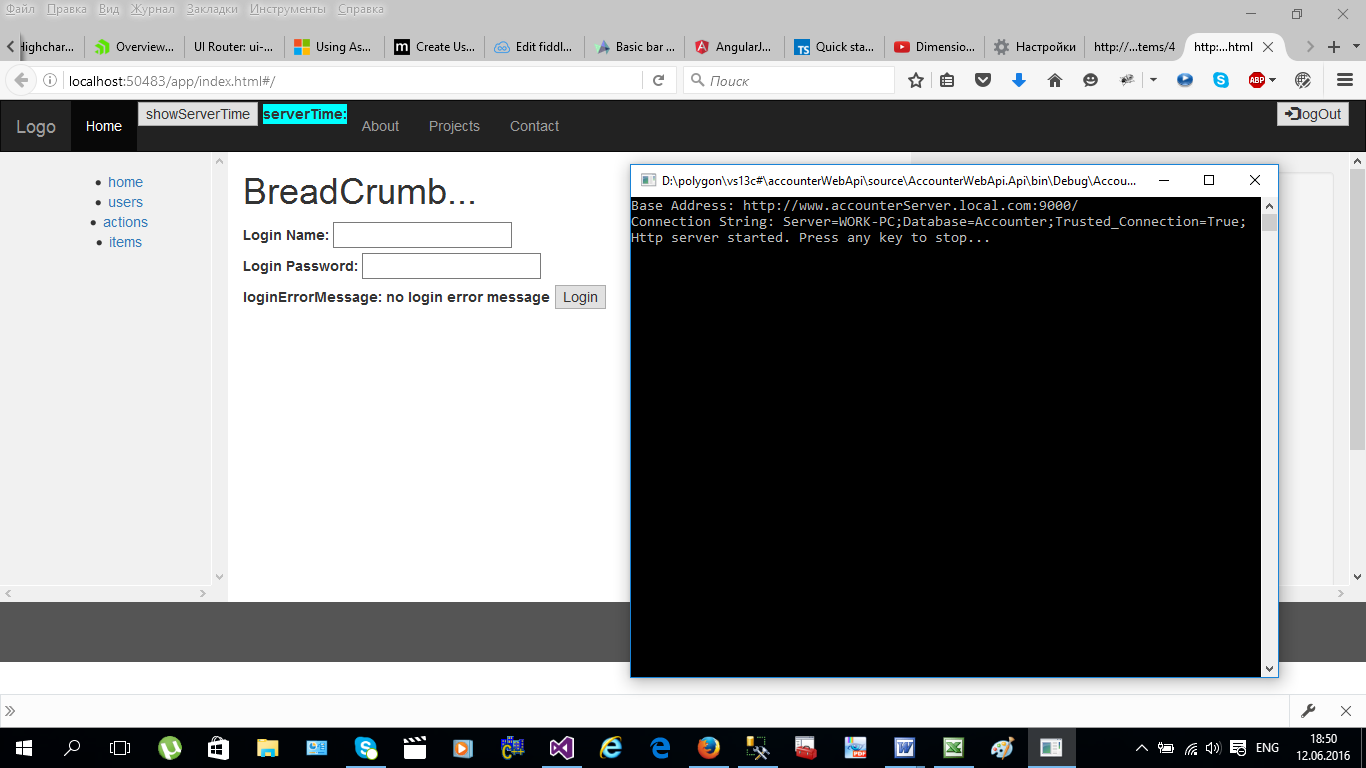 Файл Правка Вид Журнал Закладки Инструменты Справка
Highchar... Overview... UI Router: ui-... Using As... Create Us... Edit fiddl... Basic bar ... AngularJ... Quick sta... Dimensio... Настройки http://...tems/4 http:...html
localhost:50483/app/index.html#/ Поиск
Logo Home showServerTime serverTime: About Projects Contact logOut
home
users
actions
items
BreadCrumb...
Login Name:
Login Password:
loginErrorMessage: no login error message Login
D:\polygon\vs13c#\accounterWebApi\source\AccounterWebApi.Api\bin\Debug\Accou...
Base Address: http://www.accounterServer.local.com:9000/
Connection String: Server=WORK-PC;Database=Accounter;Trusted_Connection=True;
Http server started. Press any key to stop...
ENG
18:50
12.06.2016